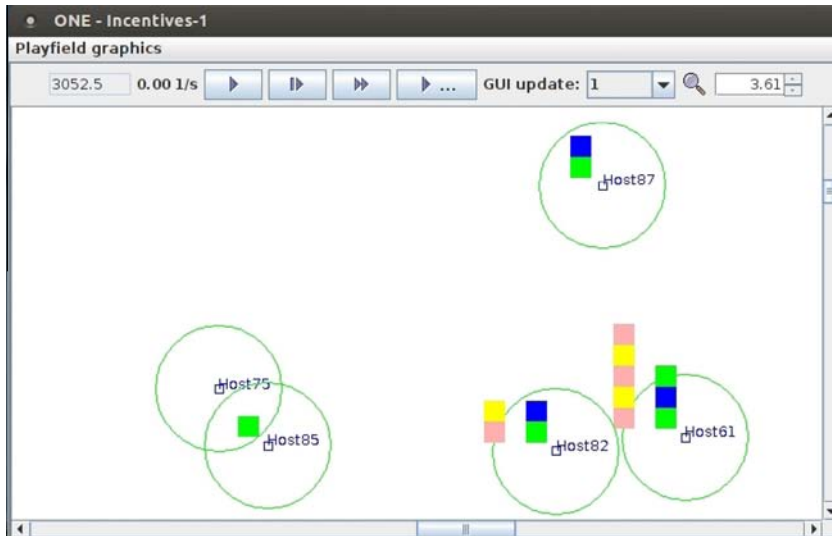 ONE - Incentives-1
Playfield graphics
3052.5 0.00 1/s ... GUI update: 1 3.61
Host87
Host75
Host85
Host82
Host61